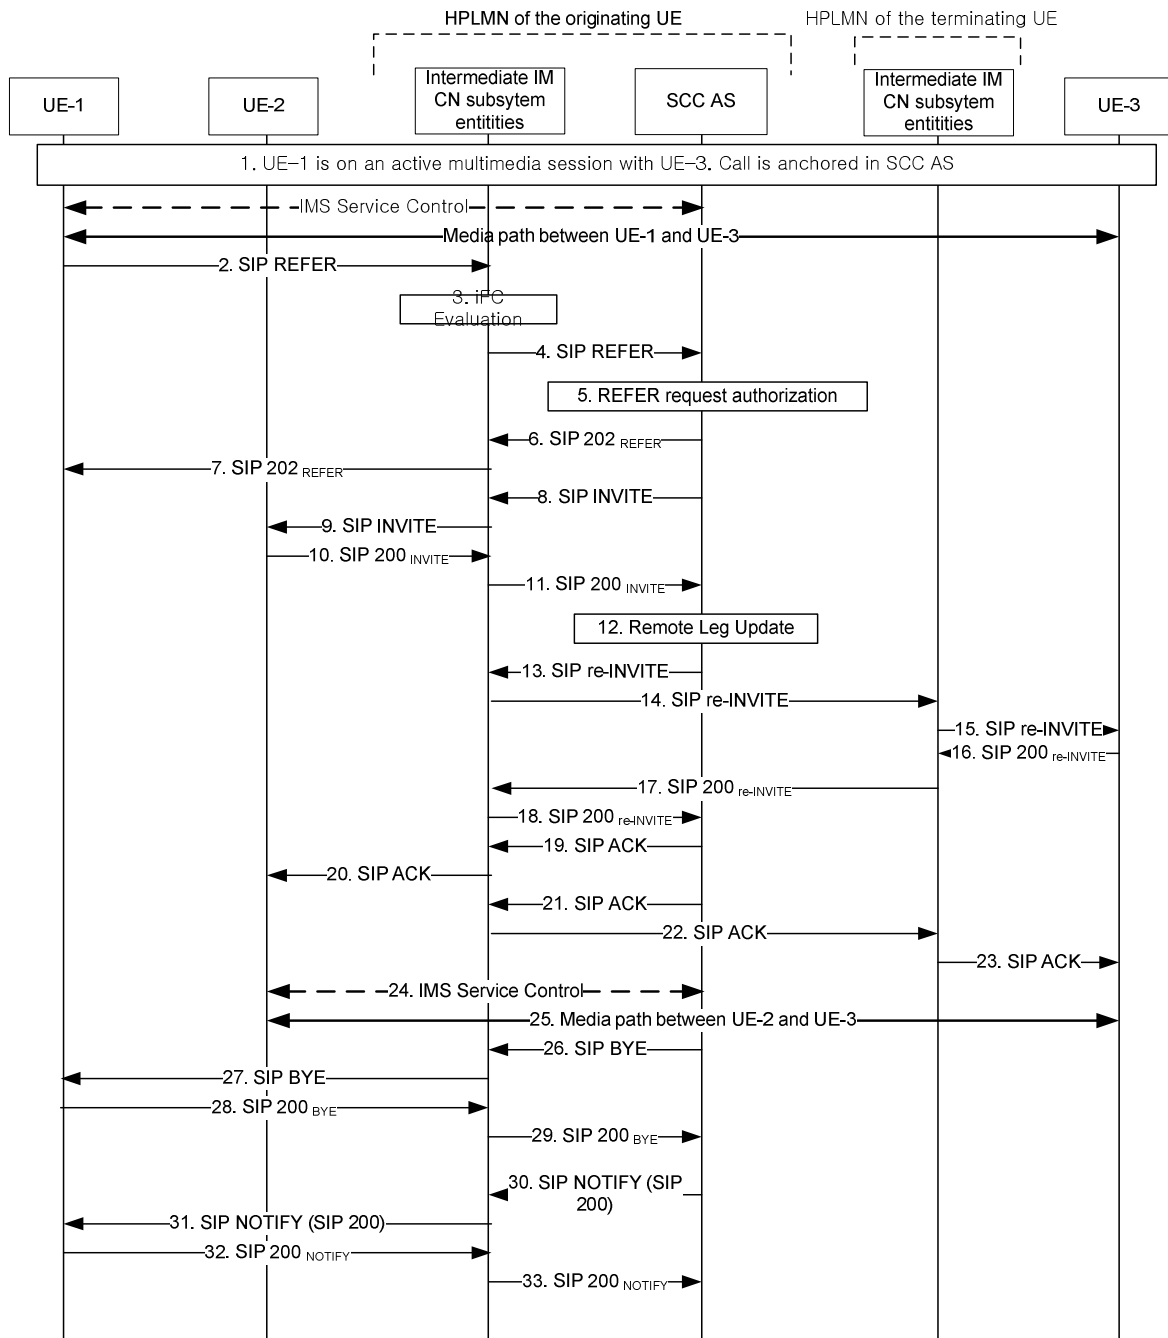 HPLMN of the originating UE
HPLMN of the terminating UE
UE-1
UE-2
Intermediate IM
CN subsytem
entitities
SCC AS
Intermediate IM
CN subsytem
entitities
UE-3
1. UE-1 is on an active multimedia session with UE-3. Call is anchored in SCC AS
IMS Service Control
Media path between UE-1 and UE-3
2. SIP REFER
3. iFC
Evaluation
4. SIP REFER
5. REFER request authorization
6. SIP 202 REFER
7. SIP 202 REFER
8. SIP INVITE
9. SIP INVITE
10. SIP 200 INVITE
11. SIP 200 INVITE
12. Remote Leg Update
13. SIP re-INVITE
14. SIP re-INVITE
15. SIP re-INVITE
16. SIP 200 re-INVITE
17. SIP 200 re-INVITE
18. SIP 200 re-INVITE
19. SIP ACK
20. SIP ACK
21. SIP ACK
22. SIP ACK
23. SIP ACK
24. IMS Service Control
25. Media path between UE-2 and UE-3
26. SIP BYE
27. SIP BYE
28. SIP 200 BYE
29. SIP 200 BYE
30. SIP NOTIFY (SIP
200)
31. SIP NOTIFY (SIP 200)
32. SIP 200 NOTIFY
33. SIP 200 NOTIFY